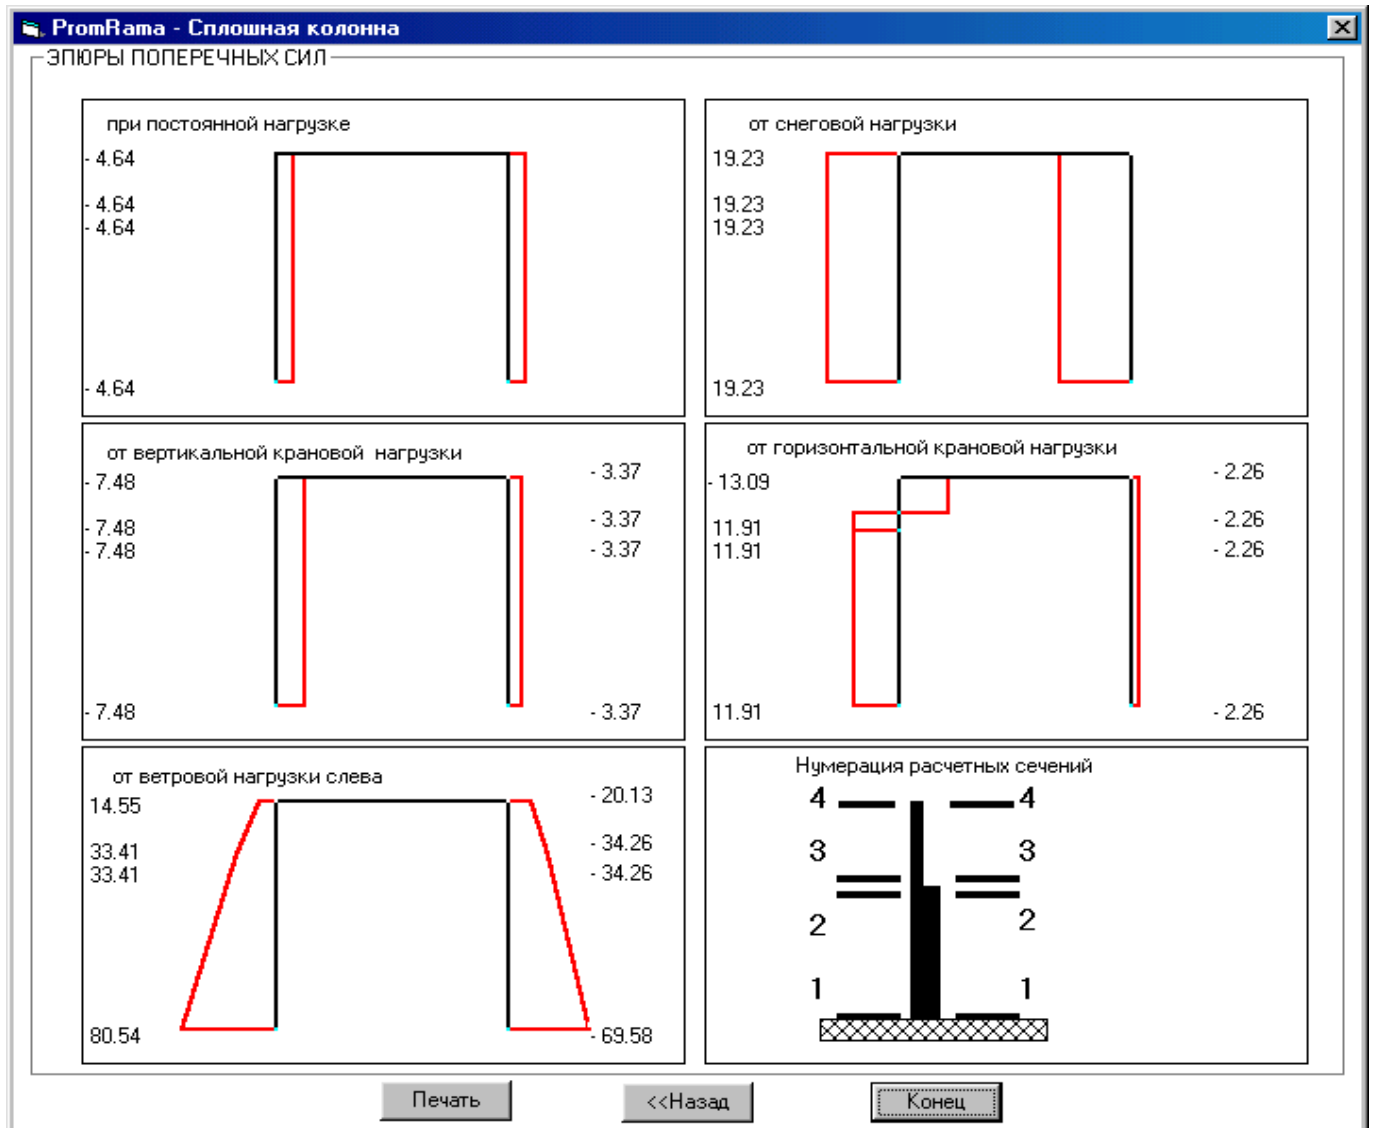 PromRama - Сплошная колонна
ЭПЮРЫ ПОПЕРЕЧНЫХ СИЛ
при постоянной нагрузке
- 4.64
- 4.64
- 4.64
- 4.64
от снеговой нагрузки
19.23
19.23
19.23
19.23
от вертикальной крановой нагрузки
- 7.48 - 3.37
- 7.48 - 3.37
- 7.48 - 3.37
- 7.48 - 3.37
от горизонтальной крановой нагрузки
- 13.09 - 2.26
11.91 - 2.26
11.91 - 2.26
11.91 - 2.26
от ветровой нагрузки слева
14.55 - 20.13
33.41 - 34.26
33.41 - 34.26
80.54 - 69.58
Нумерация расчетных сечений
4 4
3 3
2 2
1 1
Печать <<Назад Конец